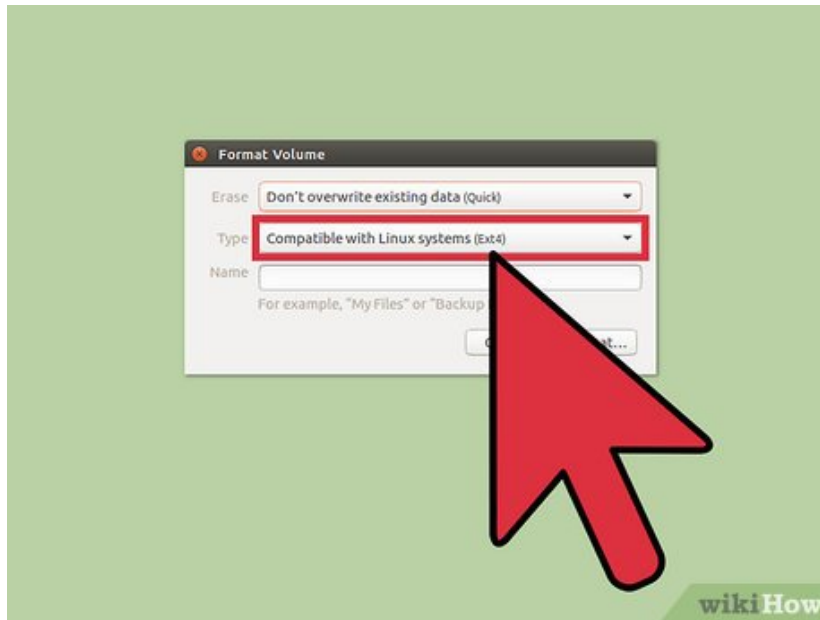 Format Volume
Erase Don't overwrite existing data (Quick)
Type Compatible with Linux systems (Ext4)
Name
For example, "My Files" or "Backup
wikiHow